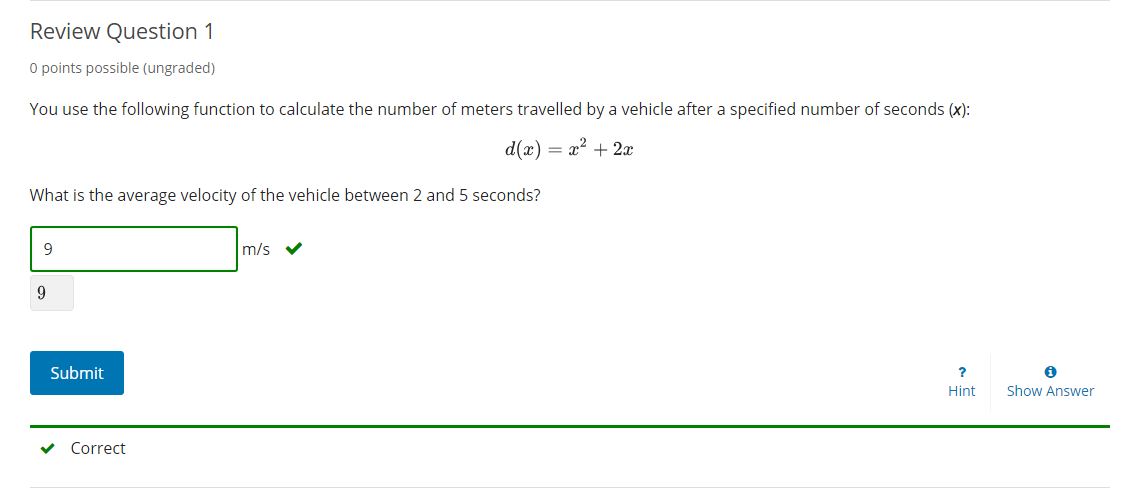 Review Question 1
0 points possible (ungraded)
You use the following function to calculate the number of meters travelled by a vehicle after a specified number of seconds (x):
d(x) = x² + 2x
What is the average velocity of the vehicle between 2 and 5 seconds?
9 m/s
9
Submit
? Hint
Show Answer
Correct